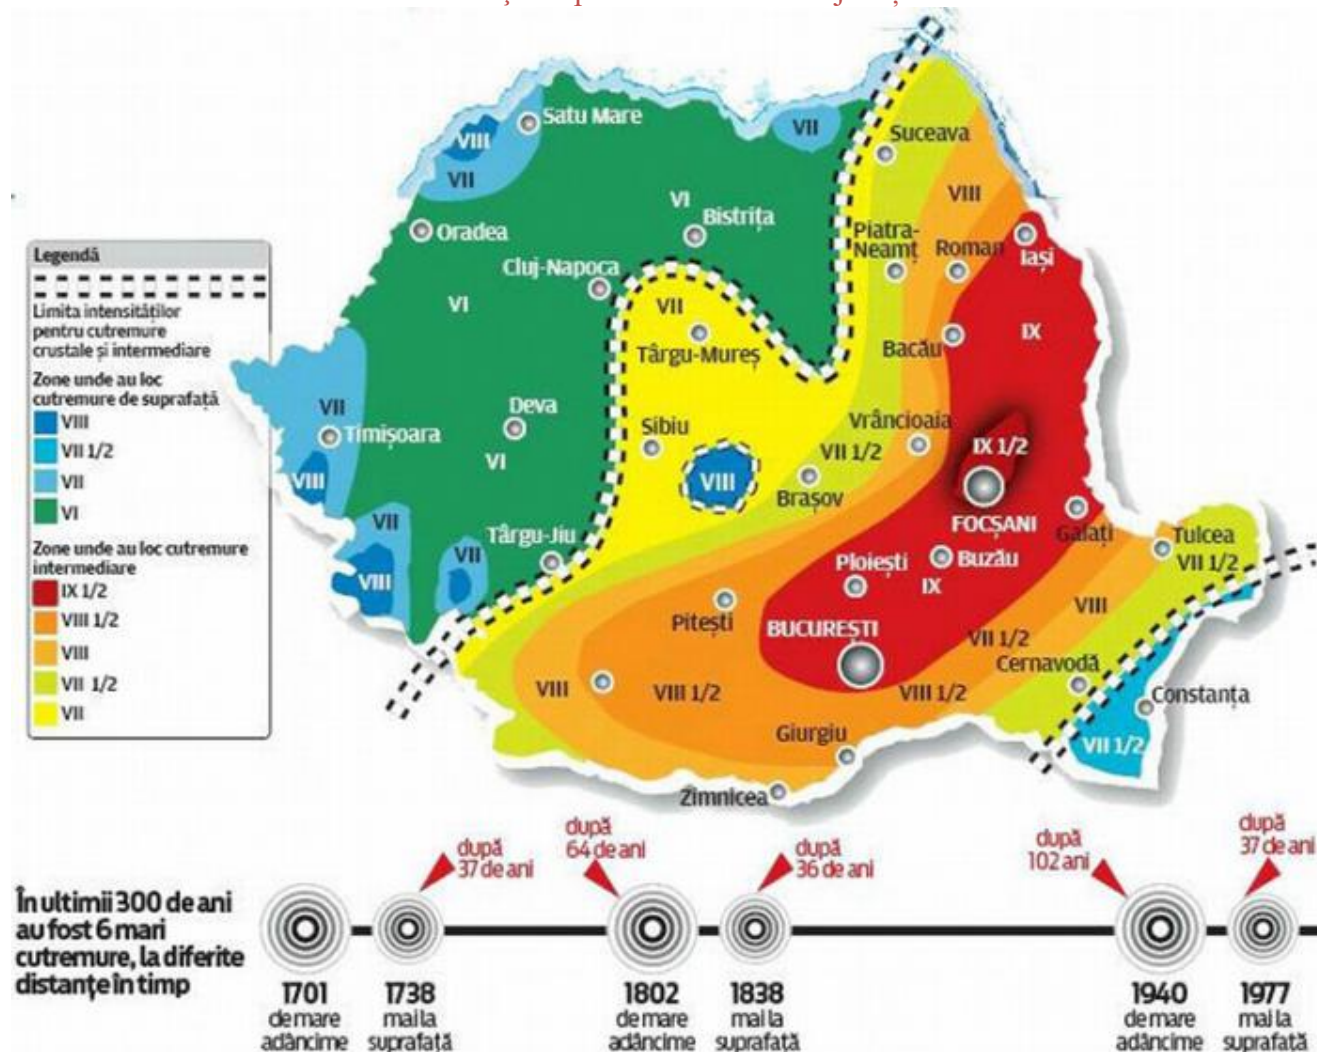 Satu Mare
VIII
VII
VII
Suceava
VIII
VI
Bistrița
Oradea
Piatra-
Neamț
Roman
Iași
Cluj-Napoca
VI
VII
Târgu-Mureș
Bacău
IX
Legendă
Limita intensităților
pentru cutremure
crustale și intermediare
Zone unde au loc
cutremure de suprafață
VIII
VII 1/2
VII
VI
Zone unde au loc cutremure
intermediare
IX 1/2
VIII 1/2
VIII
VII 1/2
VII
VII
Timișoara
VIII
Deva
VI
Sibiu
VIII
Vrâncioaia
VII 1/2
Brașov
IX 1/2
FOCȘANI
Galați
Tulcea
VII 1/2
VII
VIII
VII
Târgu-Jiu
Ploiești
Buzău
IX
Pitești
BUCUREȘTI
VIII
VII 1/2
Cernavodă
VIII
VIII 1/2
VIII 1/2
Constanța
VII 1/2
Giurgiu
Zimnicea
după
37 de ani
după
64 de ani
după
36 de ani
după
102 ani
după
37 de ani
În ultimii 300 de ani
au fost 6 mari
cutremure, la diferite
distanțe în timp
1701
de mare
adâncime
1738
mai la
suprafață
1802
de mare
adâncime
1838
mai la
suprafață
1940
de mare
adâncime
1977
mai la
suprafață